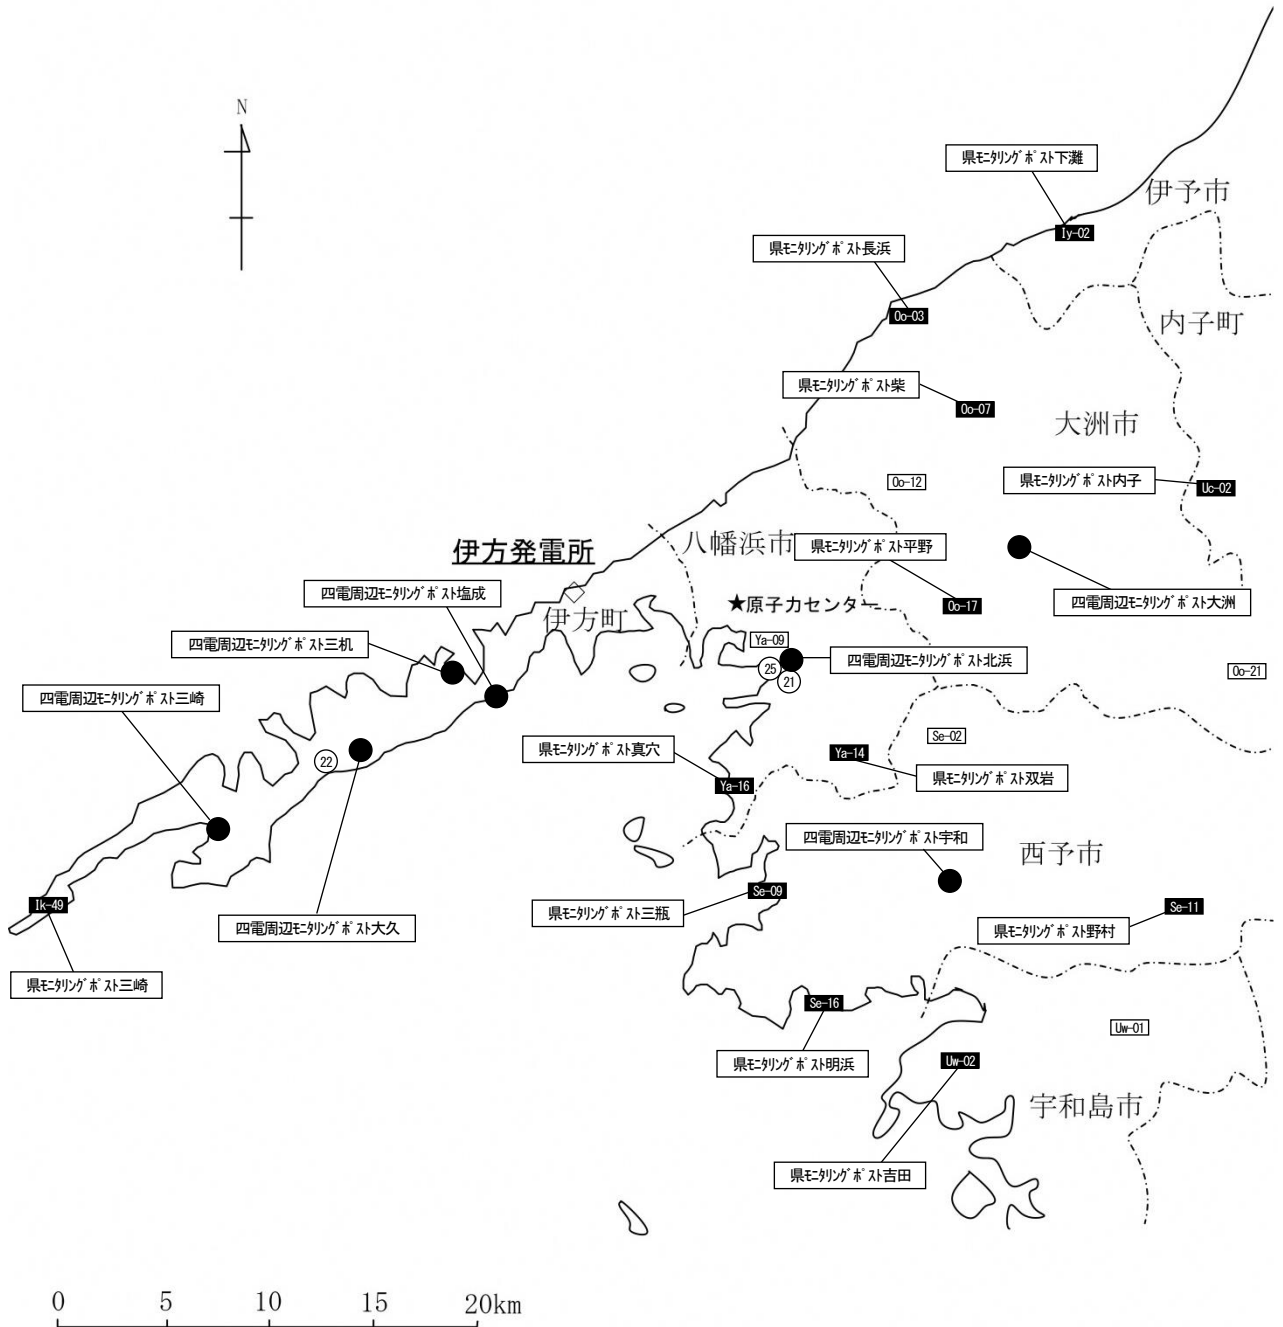 N
県モニタリングポスト下灘
伊予市
Iy-02
県モニタリングポスト長浜
Oo-03
内子町
県モニタリングポスト柴
Oo-07
大洲市
県モニタリングポスト内子
Oo-12
Uc-02
伊方発電所
八幡浜市
県モニタリングポスト平野
四電周辺モニタリングポスト塩成
★原子力センター
Oo-17
四電周辺モニタリングポスト大洲
伊方町
四電周辺モニタリングポスト三机
Ya-09
四電周辺モニタリングポスト北浜
25
21
Oo-21
四電周辺モニタリングポスト三崎
Se-02
県モニタリングポスト真穴
Ya-14
22
県モニタリングポスト双岩
Ya-16
四電周辺モニタリングポスト宇和
西予市
Se-09
Ik-49
県モニタリングポスト三瓶
Se-11
四電周辺モニタリングポスト大久
県モニタリングポスト野村
県モニタリングポスト三崎
Se-16
Uw-01
県モニタリングポスト明浜
Uw-02
宇和島市
県モニタリングポスト吉田
0 5 10 15 20km